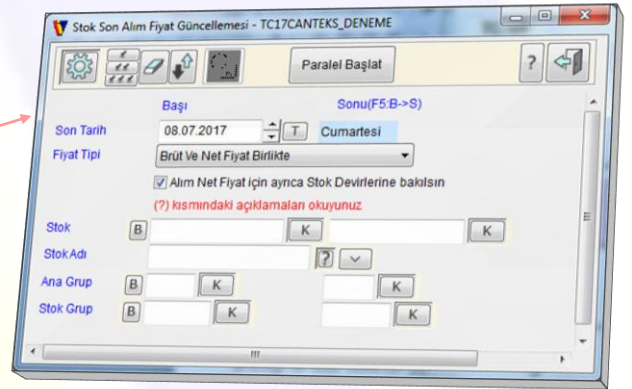 Stok Son Alım Fiyat Güncellemesi - TC17CANTEKS_DENEME
Paralel Başlat ?
Başı Sonu(F5:B->S)
Son Tarih 08.07.2017 T Cumartesi
Fiyat Tipi Brüt Ve Net Fiyat Birlikte
Alım Net Fiyat için ayrıca Stok Devirlerine bakılsın
(?) kısmındaki açıklamaları okuyunuz
Stok B K K
Stok Adı ?
Ana Grup B K K
Stok Grup B K K